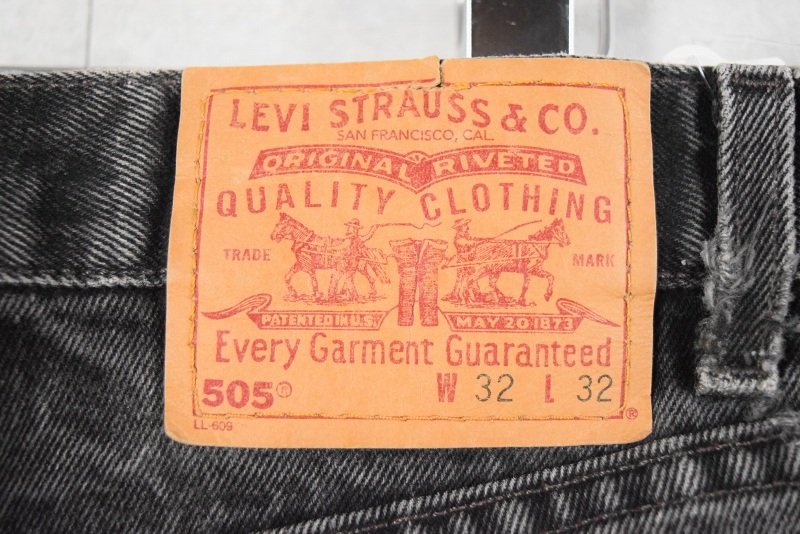 LEVI STRAUSS & CO.
SAN FRANCISCO, CAL.
ORIGINAL RIVETED
QUALITY CLOTHING
TRADE MARK
PATENTED IN U.S. MAY 20 1873
Every Garment Guaranteed
505® W 32 L 32
LL-609 ®